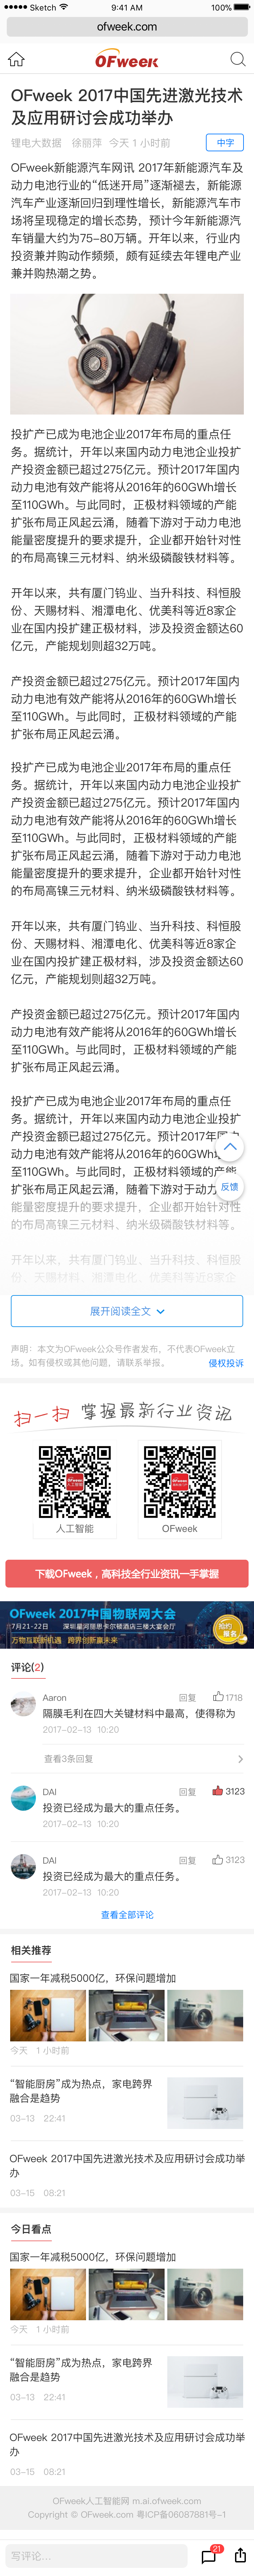 Sketch 9:41 AM 100%
ofweek.com
OFweek
OFweek 2017中国先进激光技术
及应用研讨会成功举办
锂电大数据 徐丽萍 今天 1 小时前 中字
OFweek新能源汽车网讯 2017年新能源汽车及
动力电池行业的“低迷开局”逐渐褪去，新能源
汽车产业逐渐回归到理性增长，新能源汽车市
场将呈现稳定的增长态势，预计今年新能源汽
车销量大约为75-80万辆。开年以来，行业内
投资兼并购动作频频，颇有延续去年锂电产业
兼并购热潮之势。
投扩产已成为电池企业2017年布局的重点任
务。据统计，开年以来国内动力电池企业投扩
产投资金额已超过275亿元。预计2017年国内
动力电池有效产能将从2016年的60GWh增长
至110GWh。与此同时，正极材料领域的产能
扩张布局正风起云涌，随着下游对于动力电池
能量密度提升的要求提升，企业都开始针对性
的布局高镍三元材料、纳米级磷酸铁材料等。
开年以来，共有厦门钨业、当升科技、科恒股
份、天赐材料、湘潭电化、优美科等近8家企
业在国内投扩建正极材料，涉及投资金额达60
亿元，产能规划则超32万吨。
产投资金额已超过275亿元。预计2017年国内
动力电池有效产能将从2016年的60GWh增长
至110GWh。与此同时，正极材料领域的产能
扩张布局正风起云涌。
投扩产已成为电池企业2017年布局的重点任
务。据统计，开年以来国内动力电池企业投扩
产投资金额已超过275亿元。预计2017年国内
动力电池有效产能将从2016年的60GWh增长
至110GWh。与此同时，正极材料领域的产能
扩张布局正风起云涌，随着下游对于动力电池
能量密度提升的要求提升，企业都开始针对性
的布局高镍三元材料、纳米级磷酸铁材料等。
开年以来，共有厦门钨业、当升科技、科恒股
份、天赐材料、湘潭电化、优美科等近8家企
业在国内投扩建正极材料，涉及投资金额达60
亿元，产能规划则超32万吨。
产投资金额已超过275亿元。预计2017年国内
动力电池有效产能将从2016年的60GWh增长
至110GWh。与此同时，正极材料领域的产能
扩张布局正风起云涌。
投扩产已成为电池企业2017年布局的重点任
务。据统计，开年以来国内动力电池企业投扩
产投资金额已超过275亿元。预计2017年国内
动力电池有效产能将从2016年的60GWh增长
至110GWh。与此同时，正极材料领域的产能
反馈
扩张布局正风起云涌，随着下游对于动力电池
能量密度提升的要求提升，企业都开始针对性
的布局高镍三元材料、纳米级磷酸铁材料等。
开年以来，共有厦门钨业、当升科技、科恒股
份、天赐材料、湘潭电化、优美科等近8家企
展开阅读全文
声明：本文为OFweek公众号作者发布，不代表OFweek立
场。如有侵权或其他问题，请联系举报。 侵权投诉
扫一扫 掌握最新行业资讯
人工智能 OFweek
下载OFweek，高科技全行业资讯一手掌握
OFweek 2017中国物联网大会
7月21-22日 深圳星河丽思卡尔顿酒店三楼大宴会厅
万物互联新机遇 跨界创新赢未来
预约
报名
评论(2)
Aaron 回复 1718
隔膜毛利在四大关键材料中最高，使得称为
2017-02-13 10:20
查看3条回复
DAI 回复 3123
投资已经成为最大的重点任务。
2017-02-13 10:20
DAI 回复 3123
投资已经成为最大的重点任务。
2017-02-13 10:20
查看全部评论
相关推荐
国家一年减税5000亿，环保问题增加
今天 1 小时前
“智能厨房”成为热点，家电跨界
融合是趋势
03-13 22:41
OFweek 2017中国先进激光技术及应用研讨会成功举
办
03-15 08:21
今日看点
国家一年减税5000亿，环保问题增加
今天 1 小时前
“智能厨房”成为热点，家电跨界
融合是趋势
03-13 22:41
OFweek 2017中国先进激光技术及应用研讨会成功举
办
03-15 08:21
OFweek人工智能网 m.ai.ofweek.com
Copyright © OFweek.com 粤ICP备06087881号-1
写评论... 21